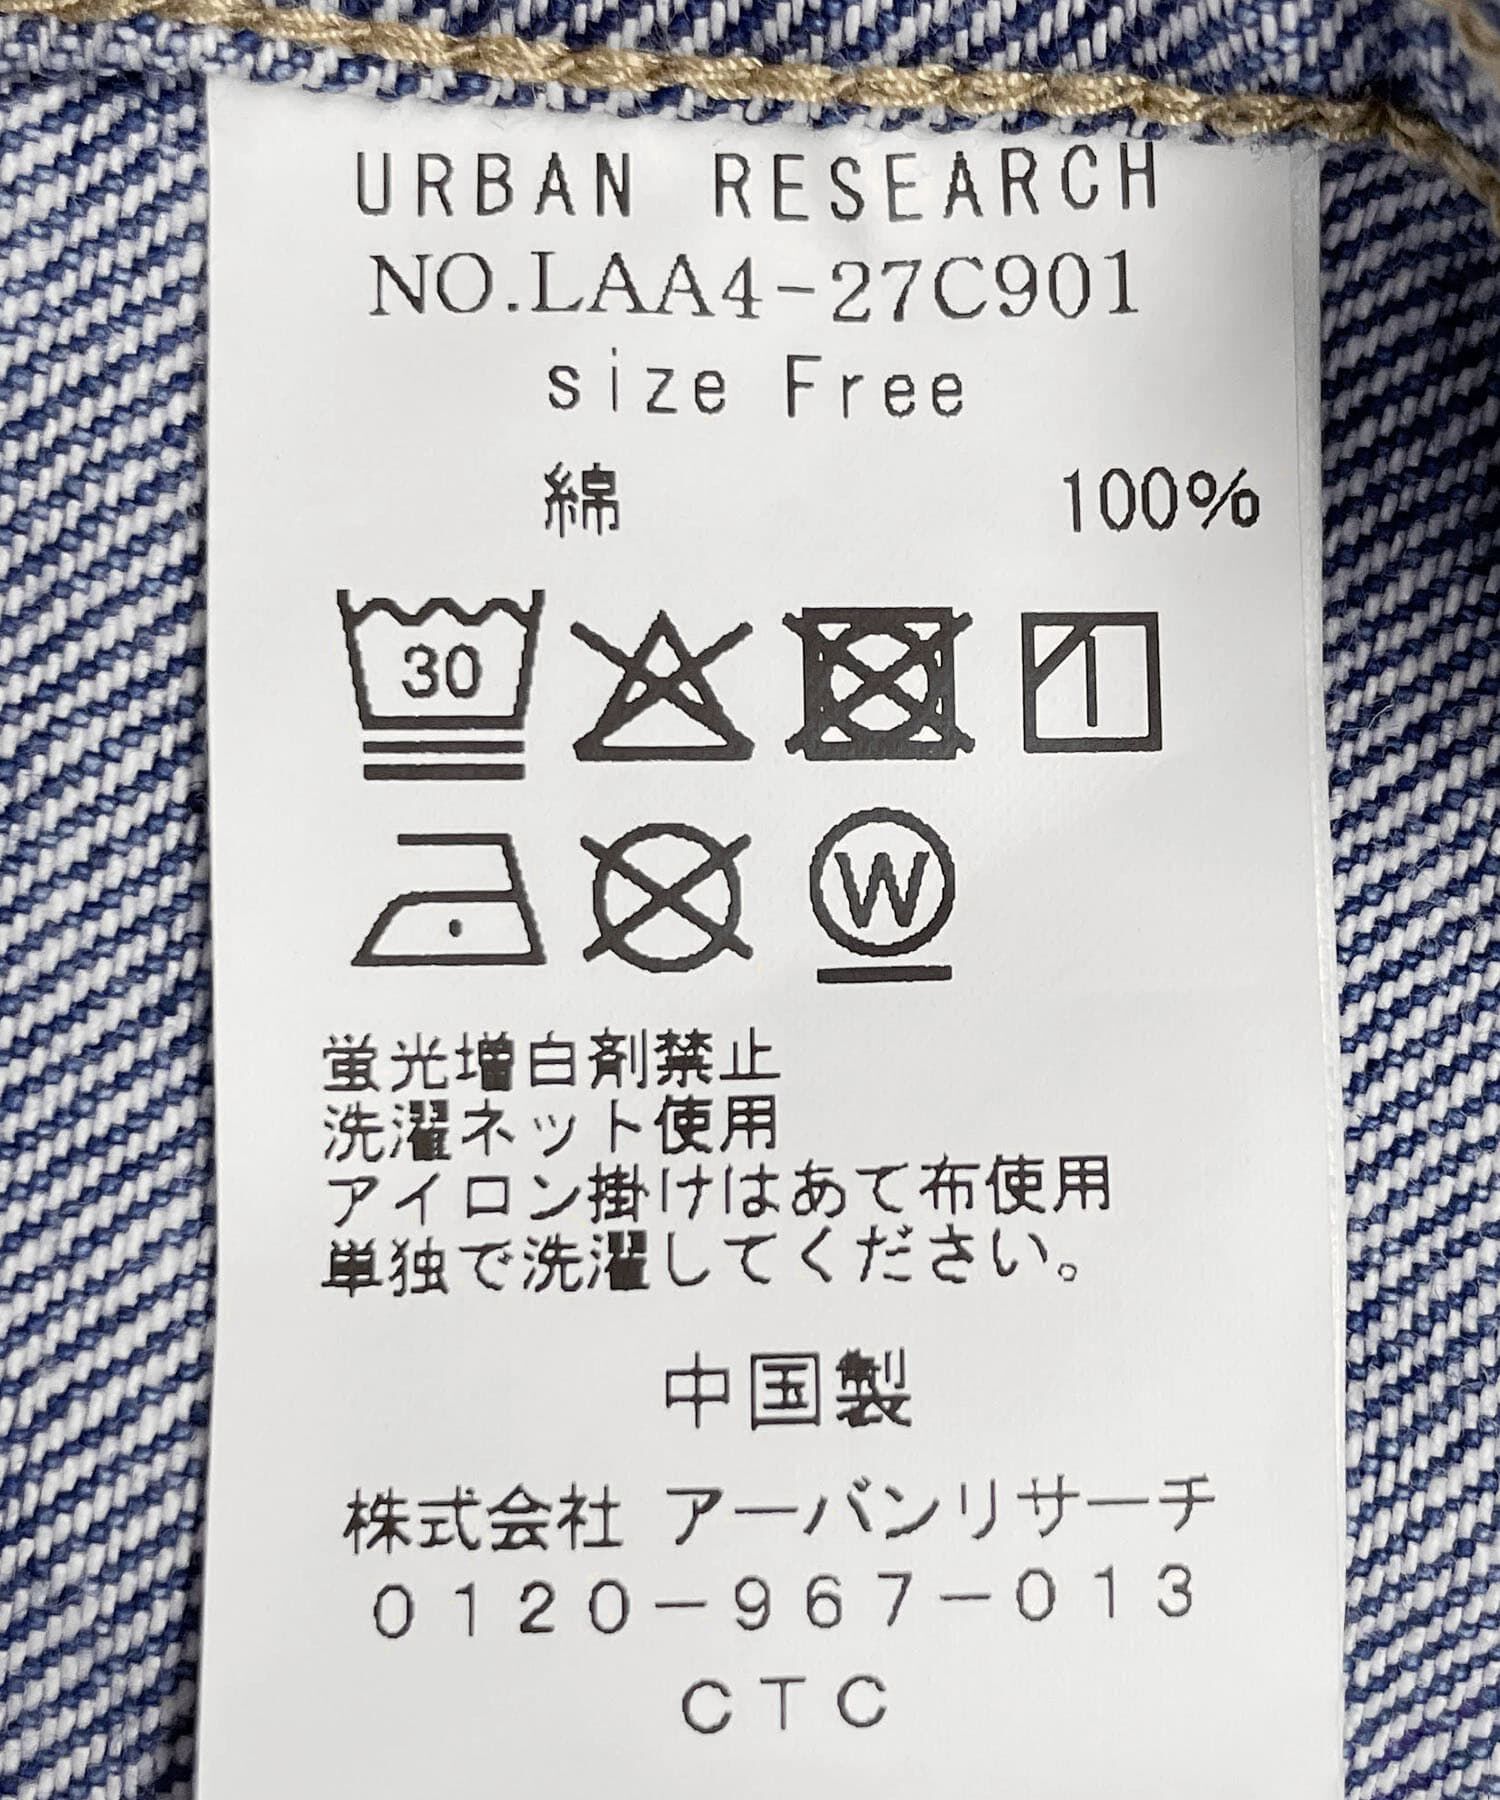 URBAN RESEARCH
NO.LAA4-27C901
size Free
綿 100%
30
W
蛍光増白剤禁止
洗濯ネット使用
アイロン掛けはあて布使用
単独で洗濯してください。
中国製
株式会社 アーバンリサーチ
0120-967-013
CTC